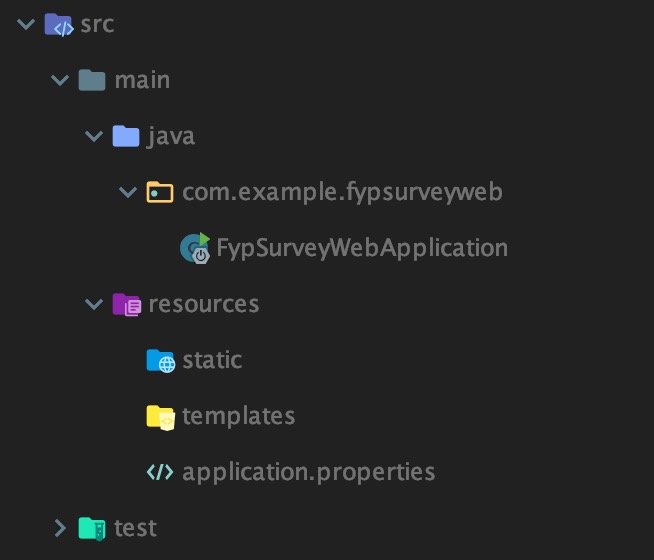 src
main
java
com.example.fypsurveyweb
FypSurveyWebApplication
resources
static
templates
application.properties
test